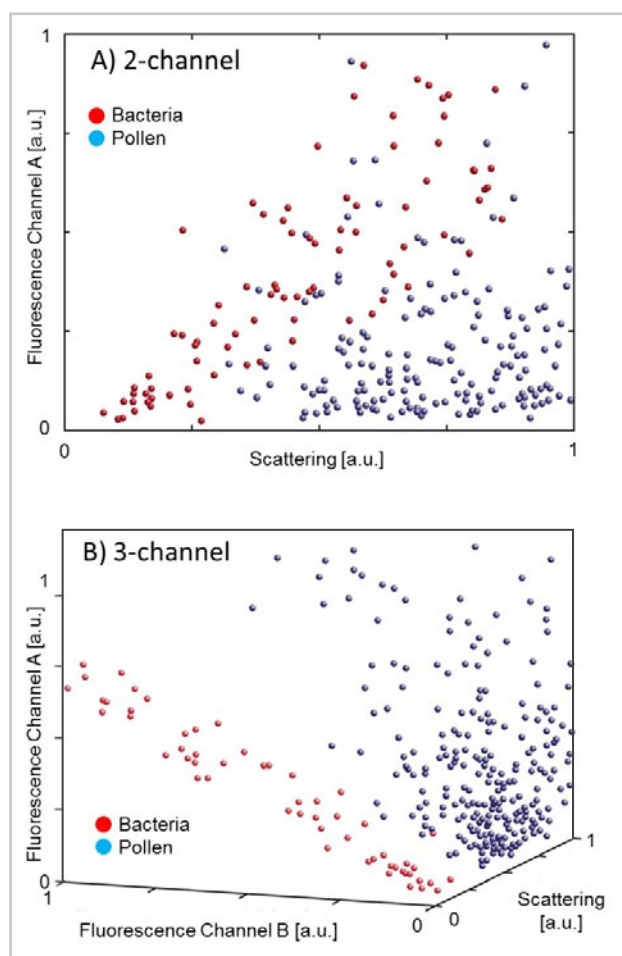 1
A) 2-channel
Bacteria
Pollen
Fluorescence Channel A [a.u.]
0
0
Scattering [a.u.]
1
B) 3-channel
1
Fluorescence Channel A [a.u.]
Bacteria
Pollen
0
1
Fluorescence Channel B [a.u.]
0
0
Scattering
[a.u.]
1